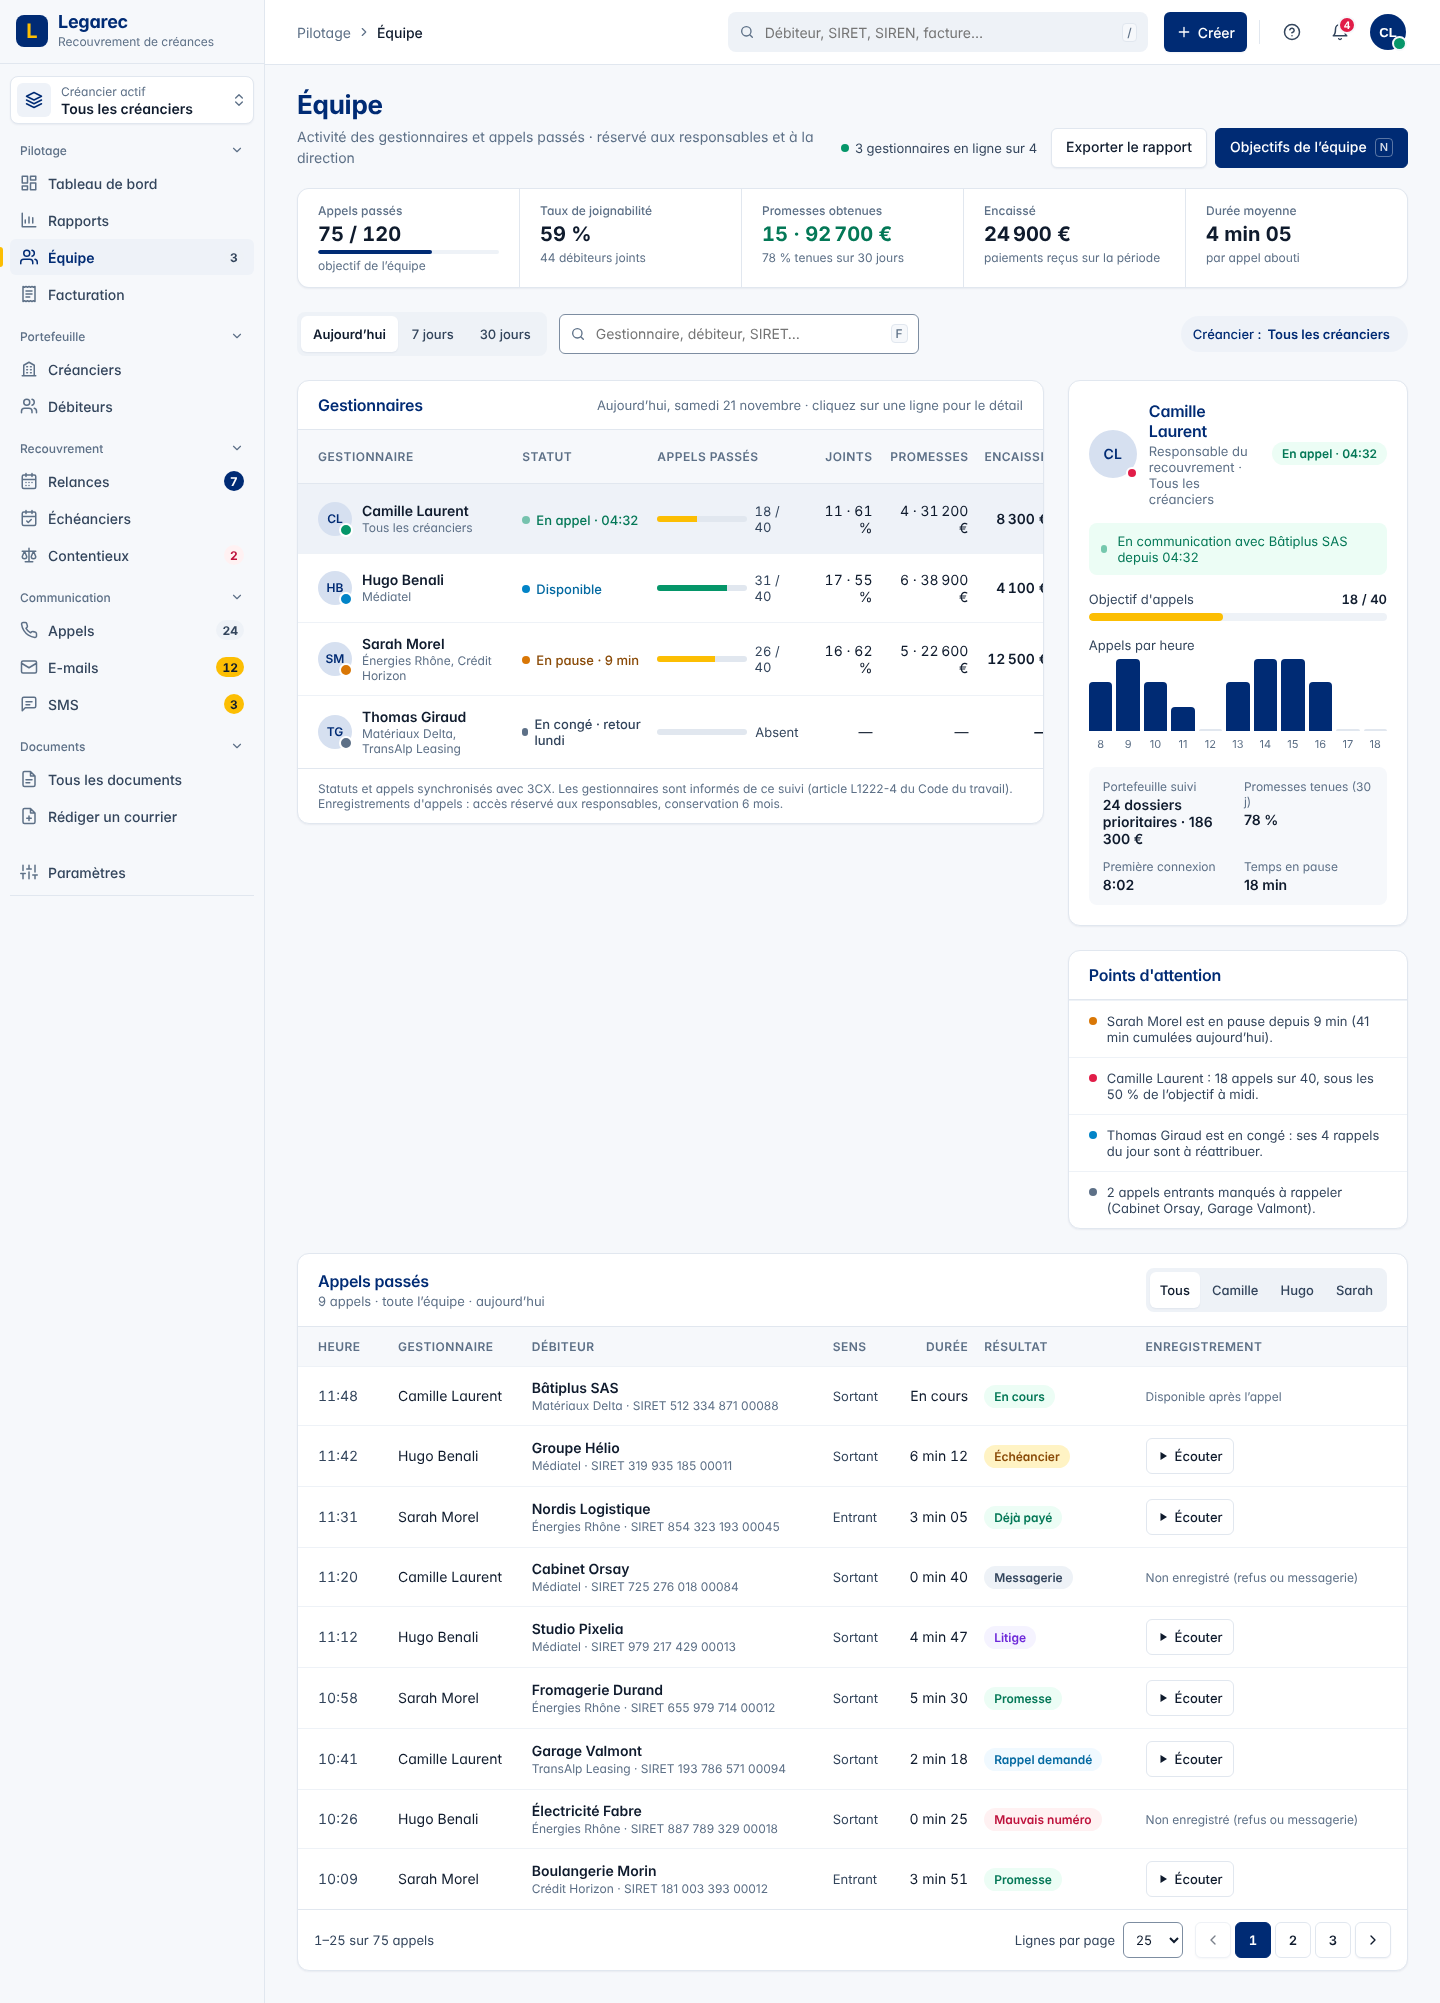 L
Legarec
Recouvrement de créances
Créancier actif
Tous les créanciers
Pilotage
Tableau de bord
Rapports
Équipe 3
Facturation
Portefeuille
Créanciers
Débiteurs
Recouvrement
Relances 7
Échéanciers
Contentieux 2
Communication
Appels 24
E-mails 12
SMS 3
Documents
Tous les documents
Rédiger un courrier
Paramètres
Pilotage > Équipe
Débiteur, SIRET, SIREN, facture... /
+ Créer
4
CL
Équipe
Activité des gestionnaires et appels passés · réservé aux responsables et à la
direction
3 gestionnaires en ligne sur 4
Exporter le rapport
Objectifs de l’équipe N
Appels passés
75 / 120
objectif de l’équipe
Taux de joignabilité
59 %
44 débiteurs joints
Promesses obtenues
15 · 92 700 €
78 % tenues sur 30 jours
Encaissé
24 900 €
paiements reçus sur la période
Durée moyenne
4 min 05
par appel abouti
Aujourd’hui 7 jours 30 jours
Gestionnaire, débiteur, SIRET... F
Créancier : Tous les créanciers
Gestionnaires
Aujourd’hui, samedi 21 novembre · cliquez sur une ligne pour le détail
GESTIONNAIRE STATUT APPELS PASSÉS JOINTS PROMESSES ENCAISSÉ
CL Camille Laurent
Tous les créanciers
En appel · 04:32
18 /
40
11 · 61
%
4 · 31 200
€
8 300 €
HB Hugo Benali
Médiatel
Disponible
31 /
40
17 · 55
%
6 · 38 900
€
4 100 €
SM Sarah Morel
Énergies Rhône, Crédit
Horizon
En pause · 9 min
26 /
40
16 · 62
%
5 · 22 600
€
12 500 €
TG Thomas Giraud
Matériaux Delta,
TransAlp Leasing
En congé · retour
lundi
Absent
—
—
—
Statuts et appels synchronisés avec 3CX. Les gestionnaires sont informés de ce suivi (article L1222-4 du Code du travail).
Enregistrements d'appels : accès réservé aux responsables, conservation 6 mois.
CL
Camille
Laurent
Responsable du
recouvrement ·
Tous les
créanciers
En appel · 04:32
En communication avec Bâtiplus SAS
depuis 04:32
Objectif d'appels 18 / 40
Appels par heure
8 9 10 11 12 13 14 15 16 17 18
Portefeuille suivi
24 dossiers
prioritaires · 186
300 €
Promesses tenues (30
j)
78 %
Première connexion
8:02
Temps en pause
18 min
Points d'attention
Sarah Morel est en pause depuis 9 min (41
min cumulées aujourd’hui).
Camille Laurent : 18 appels sur 40, sous les
50 % de l’objectif à midi.
Thomas Giraud est en congé : ses 4 rappels
du jour sont à réattribuer.
2 appels entrants manqués à rappeler
(Cabinet Orsay, Garage Valmont).
Appels passés
9 appels · toute l’équipe · aujourd’hui
Tous Camille Hugo Sarah
HEURE GESTIONNAIRE DÉBITEUR SENS DURÉE RÉSULTAT ENREGISTREMENT
11:48 Camille Laurent Bâtiplus SAS Sortant En cours En cours Disponible après l’appel
Matériaux Delta · SIRET 512 334 871 00088
11:42 Hugo Benali Groupe Hélio Sortant 6 min 12 Échéancier Écouter
Médiatel · SIRET 319 935 185 00011
11:31 Sarah Morel Nordis Logistique Entrant 3 min 05 Déjà payé Écouter
Énergies Rhône · SIRET 854 323 193 00045
11:20 Camille Laurent Cabinet Orsay Sortant 0 min 40 Messagerie Non enregistré (refus ou messagerie)
Médiatel · SIRET 725 276 018 00084
11:12 Hugo Benali Studio Pixelia Sortant 4 min 47 Litige Écouter
Médiatel · SIRET 979 217 429 00013
10:58 Sarah Morel Fromagerie Durand Sortant 5 min 30 Promesse Écouter
Énergies Rhône · SIRET 655 979 714 00012
10:41 Camille Laurent Garage Valmont Sortant 2 min 18 Rappel demandé Écouter
TransAlp Leasing · SIRET 193 786 571 00094
10:26 Hugo Benali Électricité Fabre Sortant 0 min 25 Mauvais numéro Non enregistré (refus ou messagerie)
Énergies Rhône · SIRET 887 789 329 00018
10:09 Sarah Morel Boulangerie Morin Entrant 3 min 51 Promesse Écouter
Crédit Horizon · SIRET 181 003 393 00012
1–25 sur 75 appels
Lignes par page 25
1 2 3